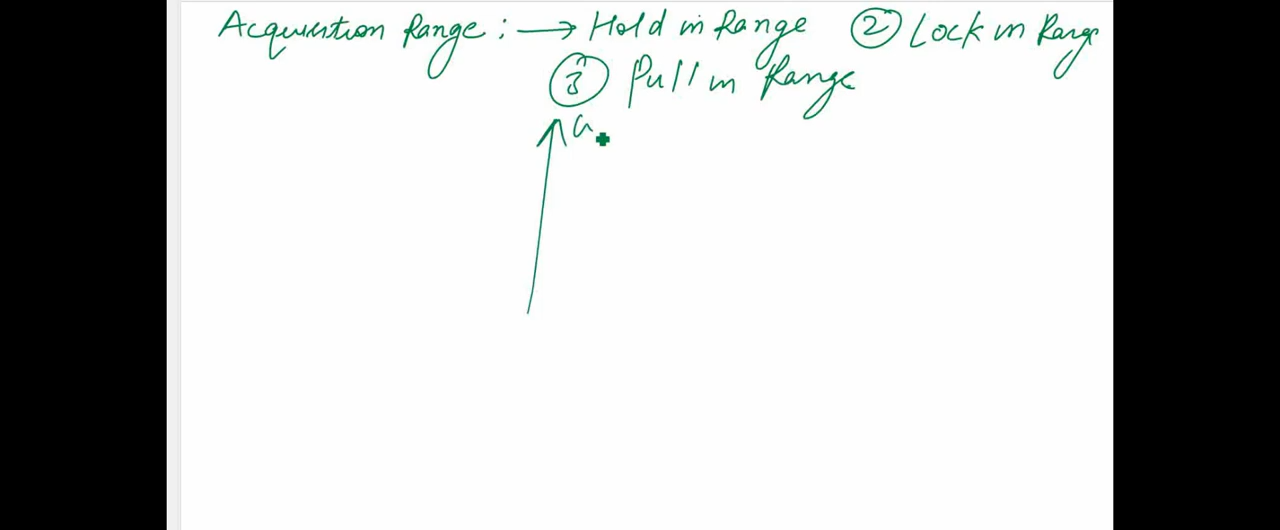 Acquisition Range : → Hold in Range ② Lock in Range
③ Pull in Range